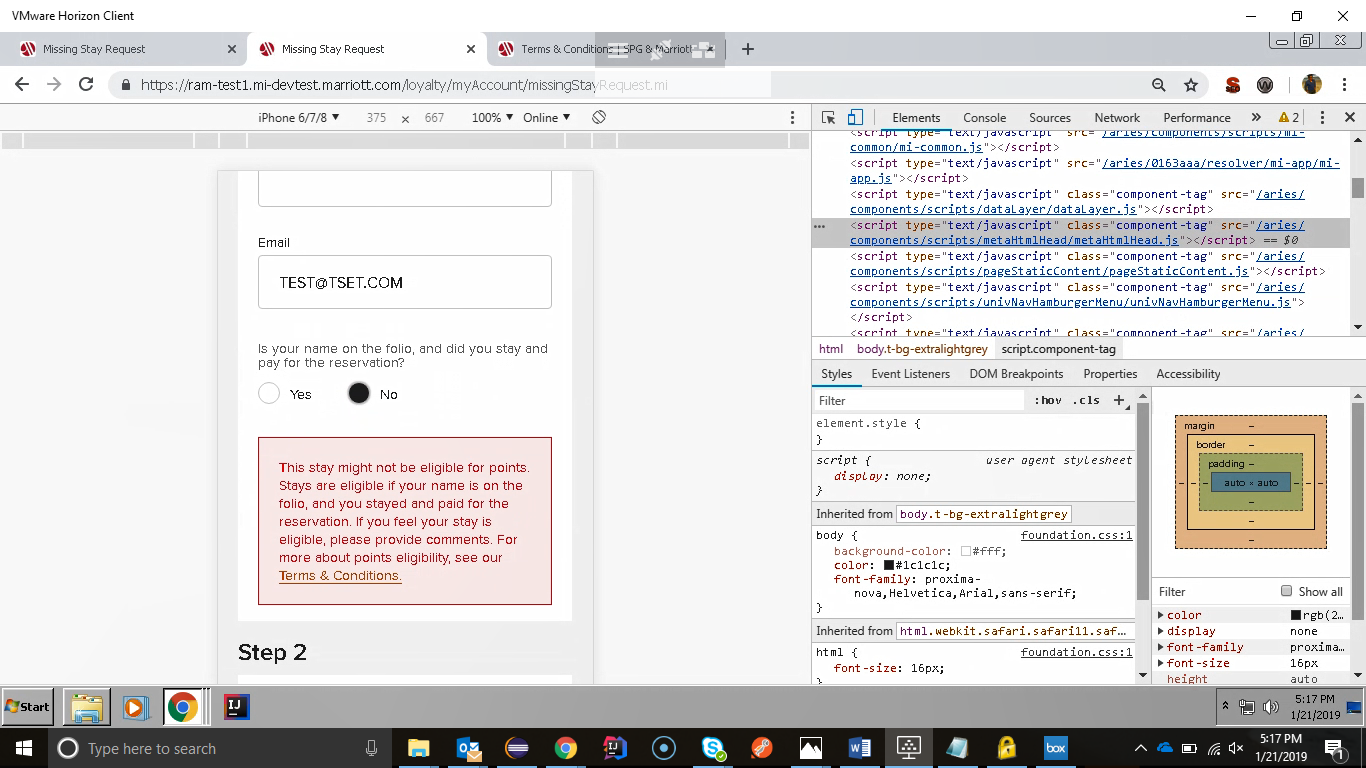 VMware Horizon Client
Missing Stay Request
Missing Stay Request
Terms & Conditions | SPG & Marriott
https://ram-test1.mi-devtest.marriott.com/loyalty/myAccount/missingStayRequest.mi
iPhone 6/7/8 ▼ 375 × 667 100% ▼ Online ▼
Elements Console Sources Network Performance » 2
<script type="text/javascript" src="/aries/components/scripts/mi-
common/mi-common.js"></script>
<script type="text/javascript" src="/aries/0163aaa/resolver/mi-app/mi-
app.js"></script>
<script type="text/javascript" class="component-tag" src="/aries/
components/scripts/dataLayer/dataLayer.js"></script>
<script type="text/javascript" class="component-tag" src="/aries/
components/scripts/metaHtmlHead/metaHtmlHead.js"></script> == $0
<script type="text/javascript" class="component-tag" src="/aries/
components/scripts/pageStaticContent/pageStaticContent.js"></script>
<script type="text/javascript" class="component-tag" src="/aries/
components/scripts/univNavHamburgerMenu/univNavHamburgerMenu.js">
</script>
<script type="text/javascript" class="component-tag" src="/aries/
html body.t-bg-extralightgrey script.component-tag
Styles Event Listeners DOM Breakpoints Properties Accessibility
Filter :hov .cls +
element.style {
}
script { user agent stylesheet
display: none;
}
Inherited from body.t-bg-extralightgrey
body { foundation.css:1
background-color: #fff;
color: #1c1c1c;
font-family: proxima-
nova,Helvetica,Arial,sans-serif;
}
Inherited from html.webkit.safari.safari11.saf…
html { foundation.css:1
font-size: 16px;
}
margin –
border –
padding –
auto × auto
Filter Show all
color rgb(2…
display none
font-family proxima…
font-size 16px
height auto
Email
TEST@TSET.COM
Is your name on the folio, and did you stay and
pay for the reservation?
Yes No
This stay might not be eligible for points.
Stays are eligible if your name is on the
folio, and you stayed and paid for the
reservation. If you feel your stay is
eligible, please provide comments. For
more about points eligibility, see our
Terms & Conditions.
Step 2
Start
5:17 PM
1/21/2019
Type here to search
box
5:17 PM
1/21/2019
1